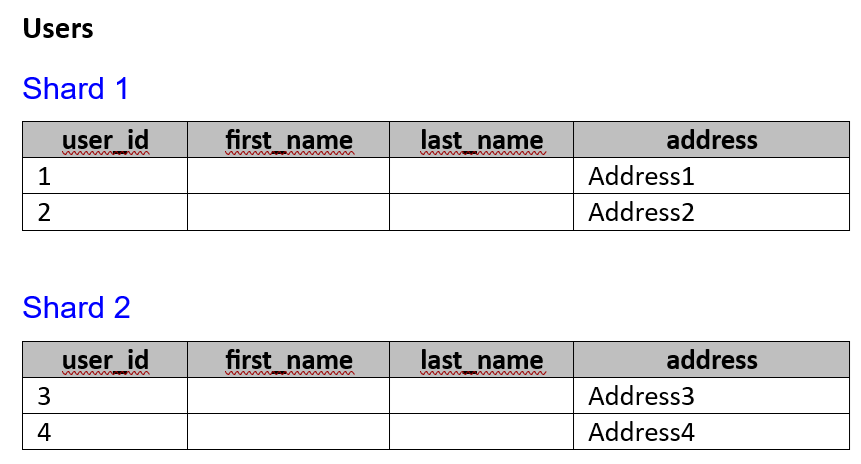 Users
Shard 1
user_id first_name last_name address
1 Address1
2 Address2
Shard 2
user_id first_name last_name address
3 Address3
4 Address4